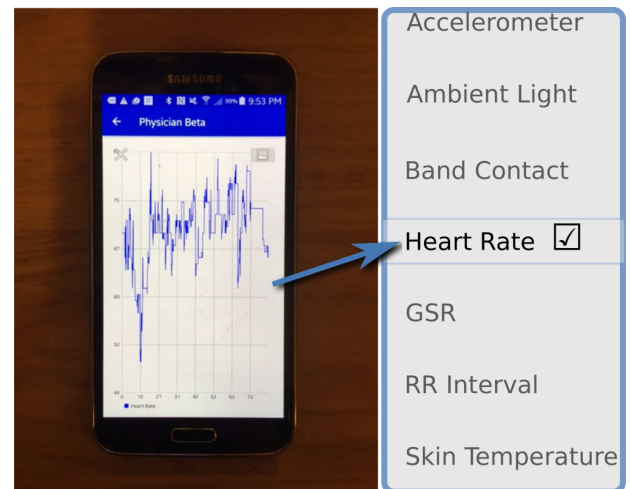 SAMSUNG
99% 9:53 PM
Physician Beta
75
67
60
52
44
0 10 21 31 42 52 63 73
Heart Rate
Accelerometer
Ambient Light
Band Contact
Heart Rate
GSR
RR Interval
Skin Temperature